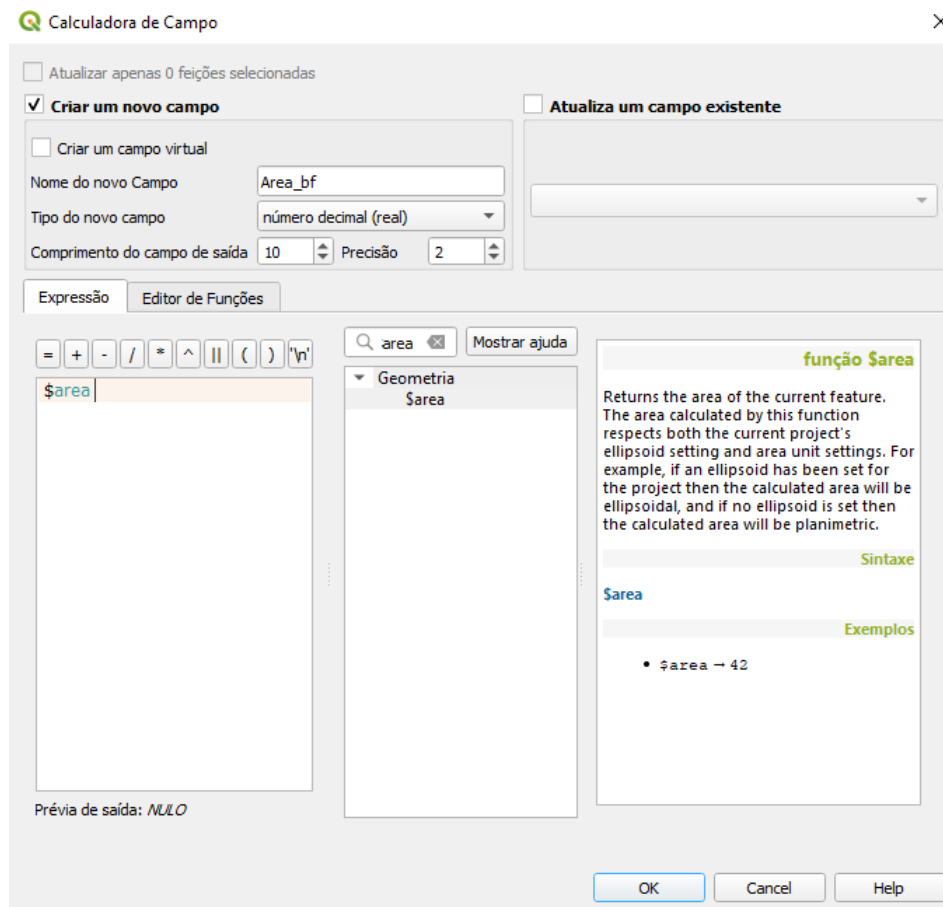 Calculadora de Campo
Atualizar apenas 0 feições selecionadas
Criar um novo campo
Atualiza um campo existente
Criar um campo virtual
Nome do novo Campo Area_bf
Tipo do novo campo número decimal (real)
Comprimento do campo de saída 10 Precisão 2
Expressão Editor de Funções
= + - / * ^ || ( ) '\n'
area Mostrar ajuda
$area
Geometria
$area
função $area
Returns the area of the current feature.
The area calculated by this function
respects both the current project's
ellipsoid setting and area unit settings. For
example, if an ellipsoid has been set for
the project then the calculated area will be
ellipsoidal, and if no ellipsoid is set then
the calculated area will be planimetric.
Sintaxe
$area
Exemplos
• $area → 42
Prévia de saída: NULO
OK Cancel Help